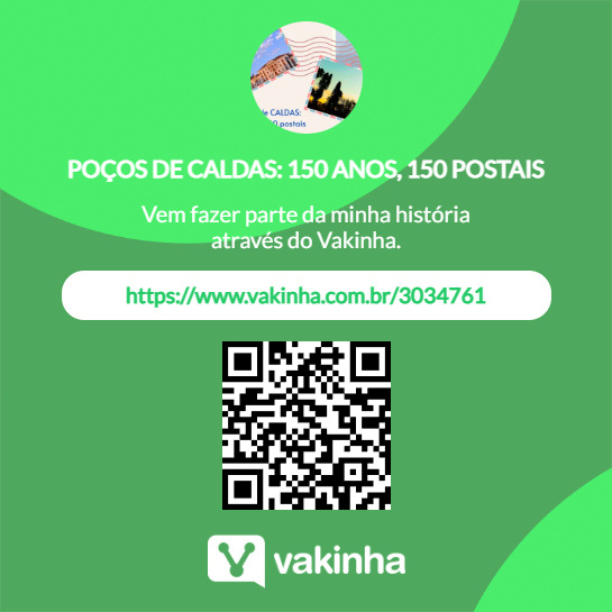 de CALDAS:
0 postais
POÇOS DE CALDAS: 150 ANOS, 150 POSTAIS
Vem fazer parte da minha história
através do Vakinha.
https://www.vakinha.com.br/3034761
vakinha